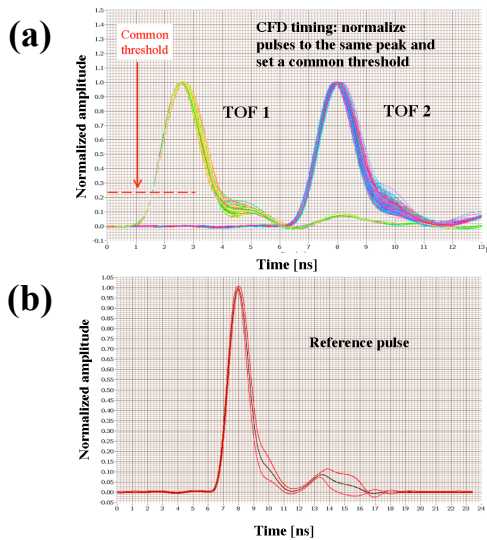 (a)
Common
threshold
CFD timing: normalize
pulses to the same peak and
set a common threshold
TOF 1
TOF 2
Normalized amplitude
1.5
1.4
1.3
1.2
1.1
1.0
0.9
0.8
0.7
0.6
0.5
0.4
0.3
0.2
0.1
0.0
-0.1
0 1 2 3 4 5 6 7 8 9 10 11 12 13
Time [ns]
(b)
Reference pulse
Normalized amplitude
1.05
1.00
0.95
0.90
0.85
0.80
0.75
0.70
0.65
0.60
0.55
0.50
0.45
0.40
0.35
0.30
0.25
0.20
0.15
0.10
0.05
0.00
-0.05
0 1 2 3 4 5 6 7 8 9 10 11 12 13 14 15 16 17 18 19 20 21 22 23 24
Time [ns]